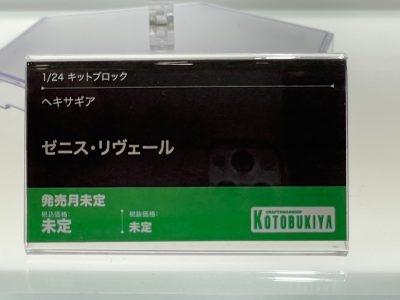 1/24 キットブロック
ヘキサギア
ゼニス・リヴェール
発売月未定
税込価格:
未定
税抜価格:
未定
CRAFTSMANSHIP
KOTOBUKIYA